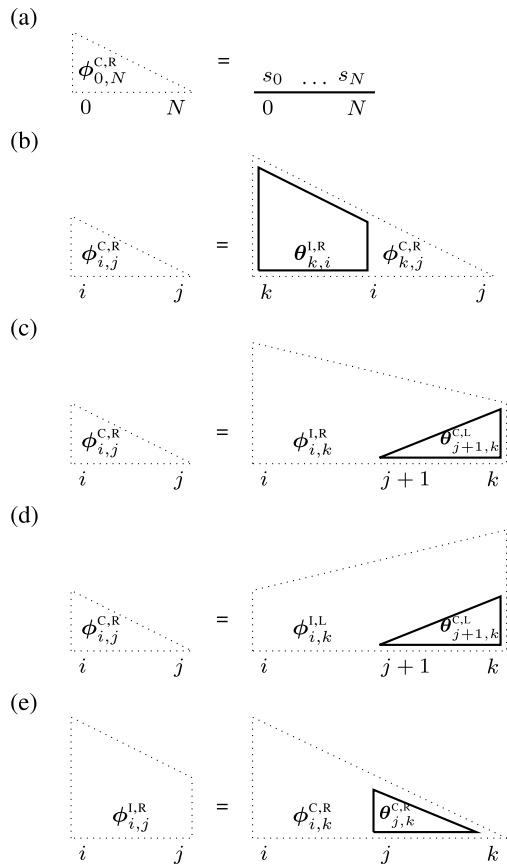 (a)
ϕ^{C,R}_{0,N} = s_0 … s_N
0 N 0 N
(b)
ϕ^{C,R}_{i,j} = θ^{I,R}_{k,i} ϕ^{C,R}_{k,j}
i j k i j
(c)
ϕ^{C,R}_{i,j} = ϕ^{I,R}_{i,k} θ^{C,L}_{j+1,k}
i j i j + 1 k
(d)
ϕ^{C,R}_{i,j} = ϕ^{I,L}_{i,k} θ^{C,L}_{j+1,k}
i j i j + 1 k
(e)
ϕ^{I,R}_{i,j} = ϕ^{C,R}_{i,k} θ^{C,R}_{j,k}
i j i j k